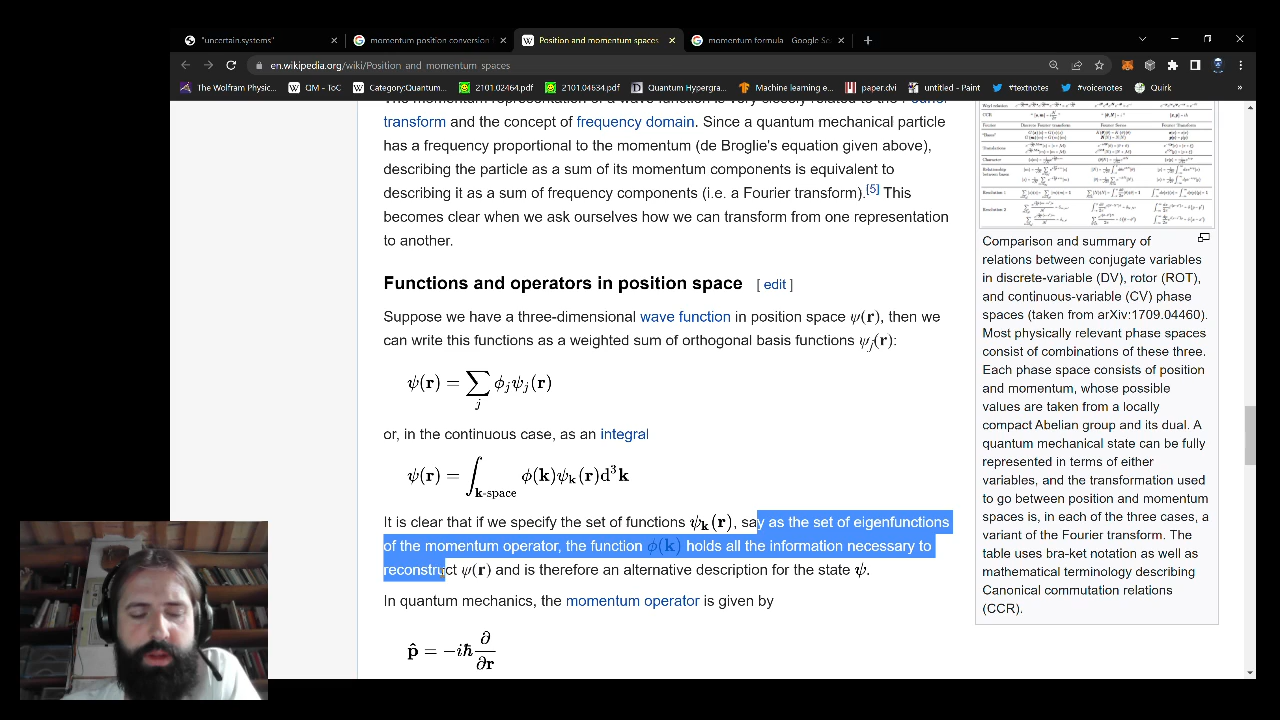 "uncertain.systems"
momentum position conversion f
Position and momentum spaces
momentum formula - Google Sea
en.wikipedia.org/wiki/Position_and_momentum_spaces
The Wolfram Physic...
QM - IoC
Category:Quantum...
2101.02464.pdf
2101.04634.pdf
Quantum Hypergra...
Machine learning e...
paper.dvi
untitled - Paint
#textnotes
#voicenotes
Quirk
The momentum representation of a wave function is very closely related to the Fourier
transform and the concept of frequency domain. Since a quantum mechanical particle
has a frequency proportional to the momentum (de Broglie's equation given above),
describing the particle as a sum of its momentum components is equivalent to
describing it as a sum of frequency components (i.e. a Fourier transform).[5] This
becomes clear when we ask ourselves how we can transform from one representation
to another.
Functions and operators in position space [ edit ]
Suppose we have a three-dimensional wave function in position space ψ(r), then we
can write this functions as a weighted sum of orthogonal basis functions ψj(r):
ψ(r) = ∑j ϕjψj(r)
or, in the continuous case, as an integral
ψ(r) = ∫k-space ϕ(k)ψk(r)d³k
It is clear that if we specify the set of functions ψk(r), say as the set of eigenfunctions
of the momentum operator, the function ϕ(k) holds all the information necessary to
reconstruct ψ(r) and is therefore an alternative description for the state ψ.
In quantum mechanics, the momentum operator is given by
p̂ = −iħ ∂/∂r
Comparison and summary of
relations between conjugate variables
in discrete-variable (DV), rotor (ROT),
and continuous-variable (CV) phase
spaces (taken from arXiv:1709.04460).
Most physically relevant phase spaces
consist of combinations of these three.
Each phase space consists of position
and momentum, whose possible
values are taken from a locally
compact Abelian group and its dual. A
quantum mechanical state can be fully
represented in terms of either
variables, and the transformation used
to go between position and momentum
spaces is, in each of the three cases, a
variant of the Fourier transform. The
table uses bra-ket notation as well as
mathematical terminology describing
Canonical commutation relations
(CCR).